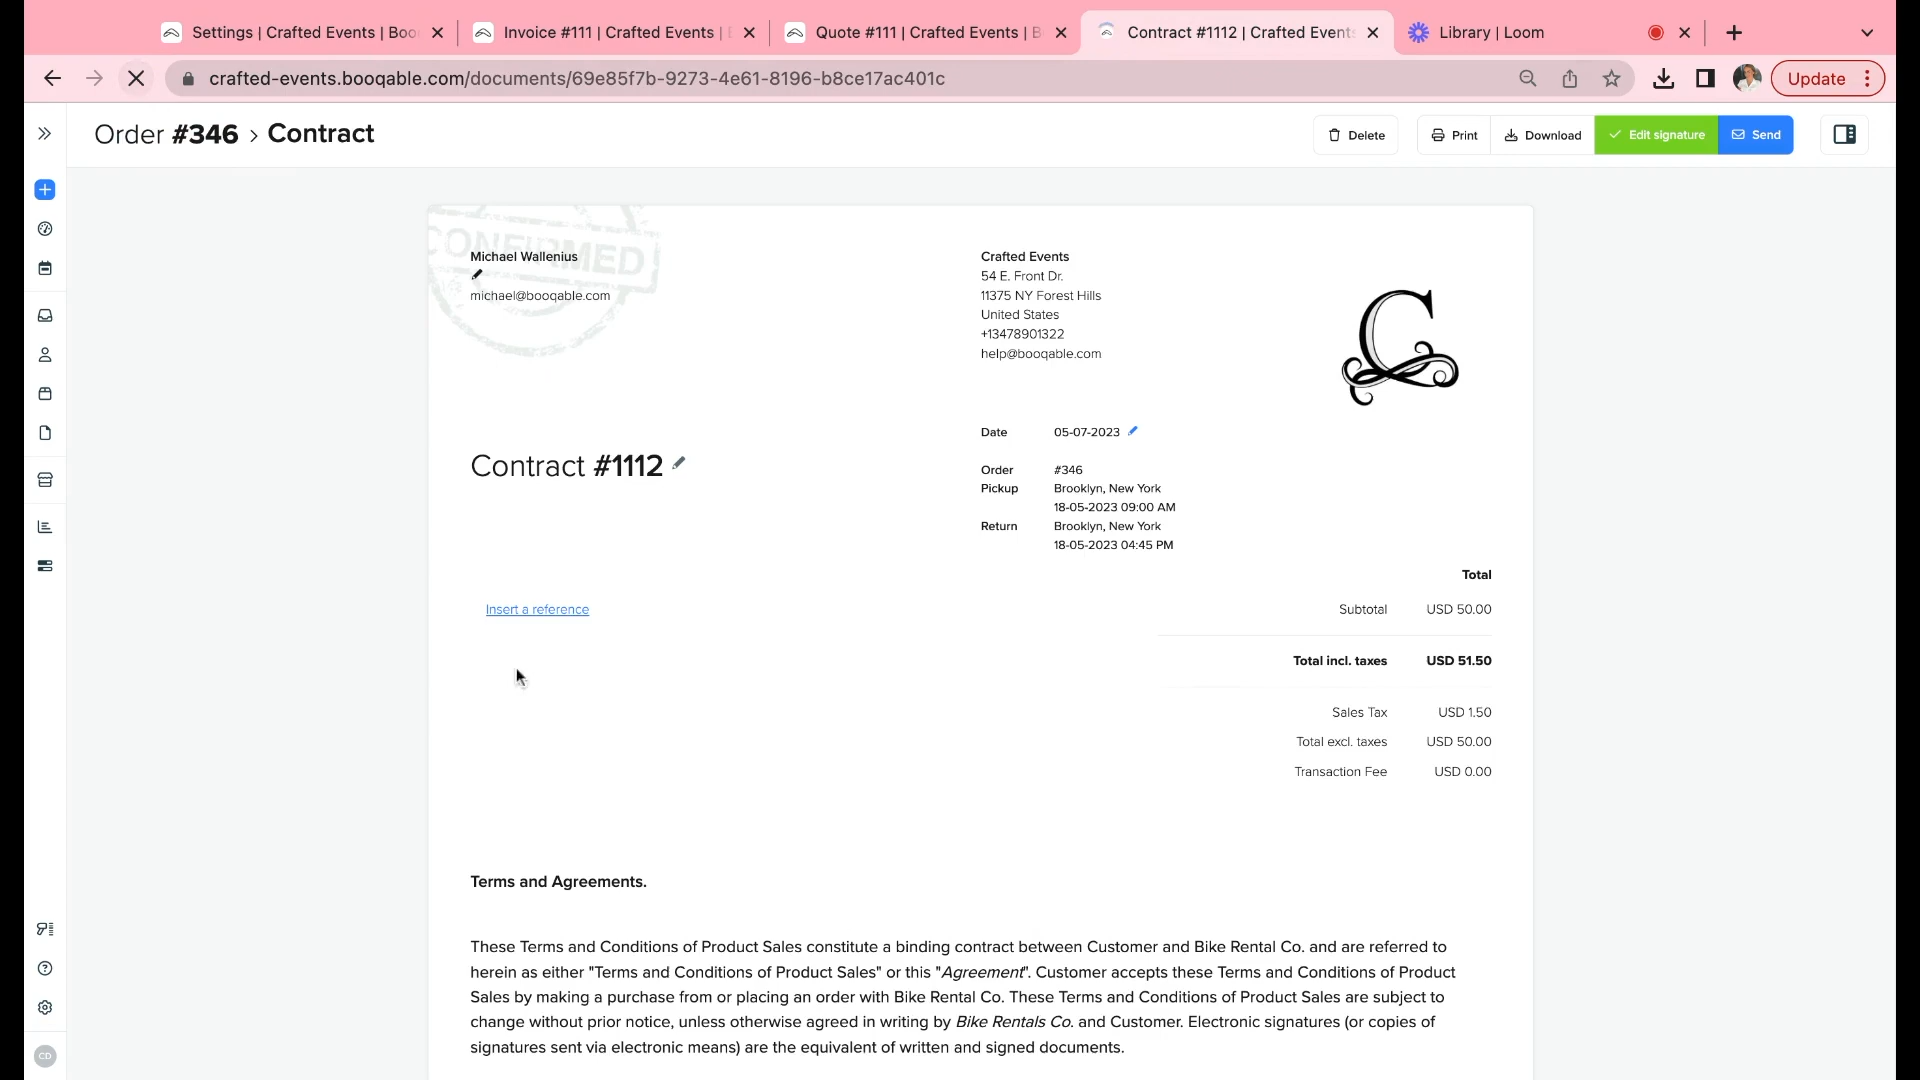 Settings | Crafted Events | Boo
Invoice #111 | Crafted Events |
Quote #111 | Crafted Events | B
Contract #1112 | Crafted Events
Library | Loom
crafted-events.booqable.com/documents/69e85f7b-9273-4e61-8196-b8ce17ac401c
Update
Order #346 > Contract
Delete
Print
Download
Edit signature
Send
CONFIRMED
Michael Wallenius
michael@booqable.com
Crafted Events
54 E. Front Dr.
11375 NY Forest Hills
United States
+13478901322
help@booqable.com
C
Date 05-07-2023
Contract #1112
Order #346
Pickup Brooklyn, New York
18-05-2023 09:00 AM
Return Brooklyn, New York
18-05-2023 04:45 PM
Total
Insert a reference
Subtotal USD 50.00
Total incl. taxes USD 51.50
Sales Tax USD 1.50
Total excl. taxes USD 50.00
Transaction Fee USD 0.00
Terms and Agreements.
These Terms and Conditions of Product Sales constitute a binding contract between Customer and Bike Rental Co. and are referred to
herein as either "Terms and Conditions of Product Sales" or this "Agreement". Customer accepts these Terms and Conditions of Product
Sales by making a purchase from or placing an order with Bike Rental Co. These Terms and Conditions of Product Sales are subject to
change without prior notice, unless otherwise agreed in writing by Bike Rentals Co. and Customer. Electronic signatures (or copies of
signatures sent via electronic means) are the equivalent of written and signed documents.
CD